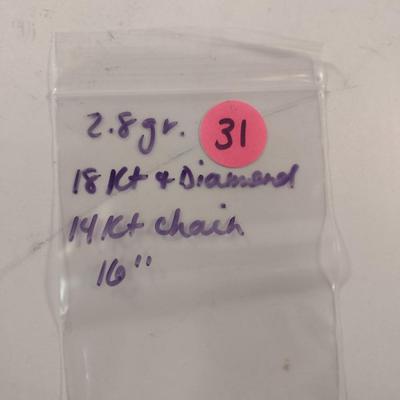 2.8gr. 31
18 Kt & Diamond
14 Kt chain
16"